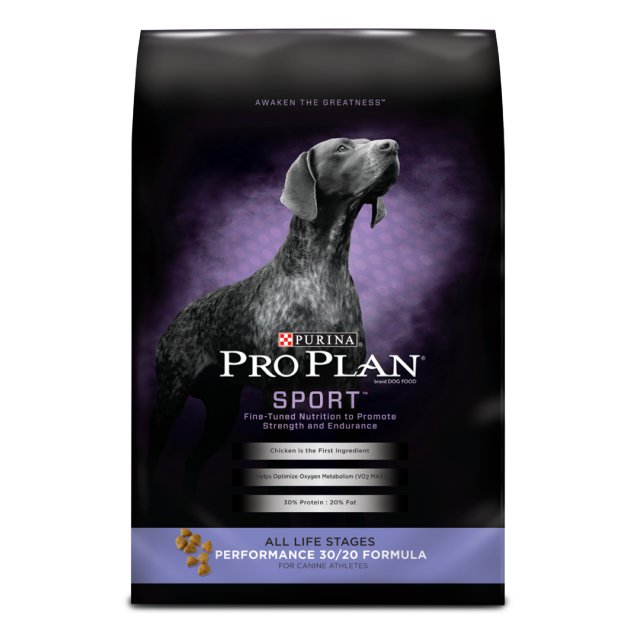 AWAKEN THE GREATNESS™
PURINA®
PRO PLAN®
brand DOG FOOD
SPORT™
Fine-Tuned Nutrition to Promote
Strength and Endurance
Chicken is the First Ingredient
Helps Optimize Oxygen Metabolism (VO2 MAX)
30% Protein : 20% Fat
ALL LIFE STAGES
PERFORMANCE 30/20 FORMULA
FOR CANINE ATHLETES